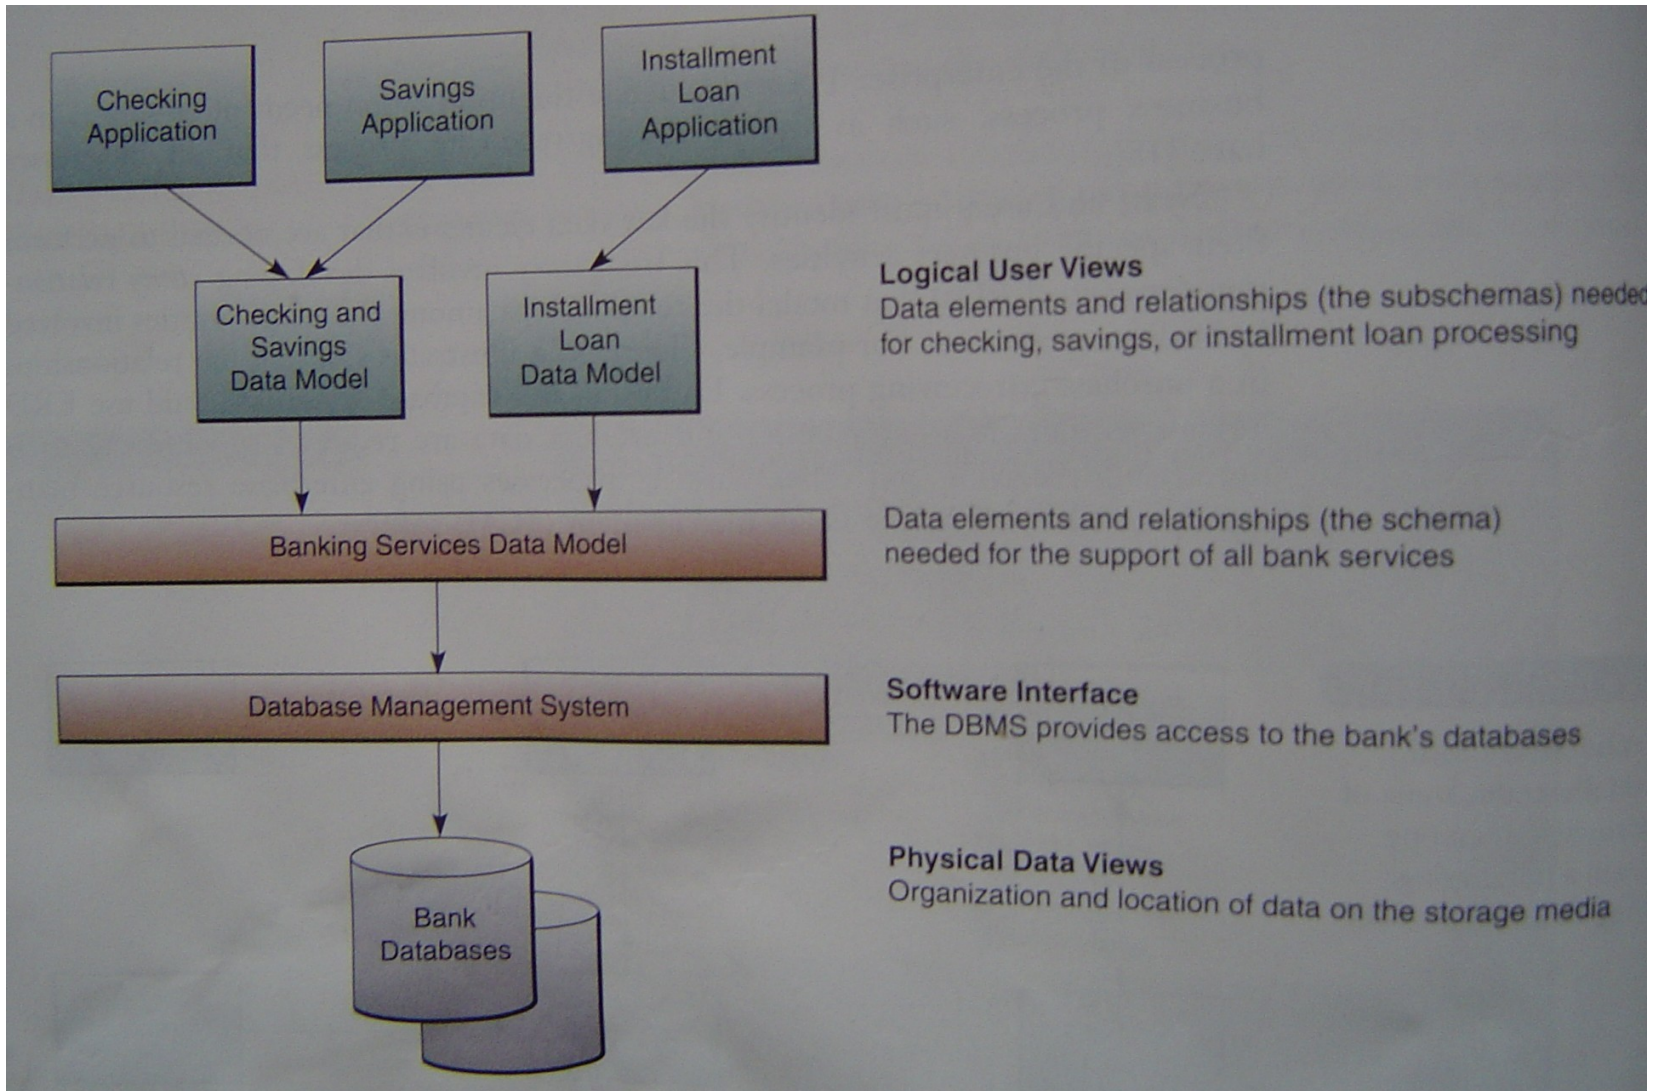 Checking
Application
Savings
Application
Installment
Loan
Application
Checking and
Savings
Data Model
Installment
Loan
Data Model
Logical User Views
Data elements and relationships (the subschemas) needed
for checking, savings, or installment loan processing
Banking Services Data Model
Data elements and relationships (the schema)
needed for the support of all bank services
Database Management System
Software Interface
The DBMS provides access to the bank's databases
Bank
Databases
Physical Data Views
Organization and location of data on the storage media